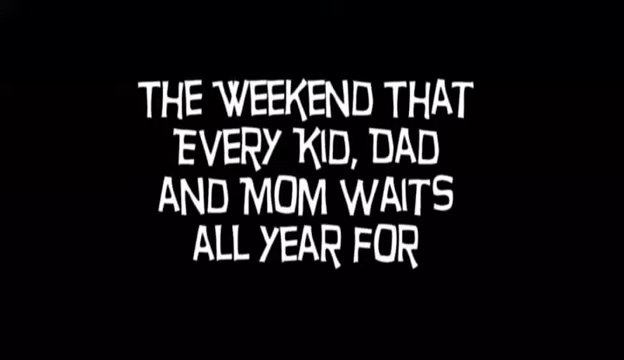 THE WEEKEND THAT
EVERY KID, DAD
AND MOM WAITS
ALL YEAR FOR